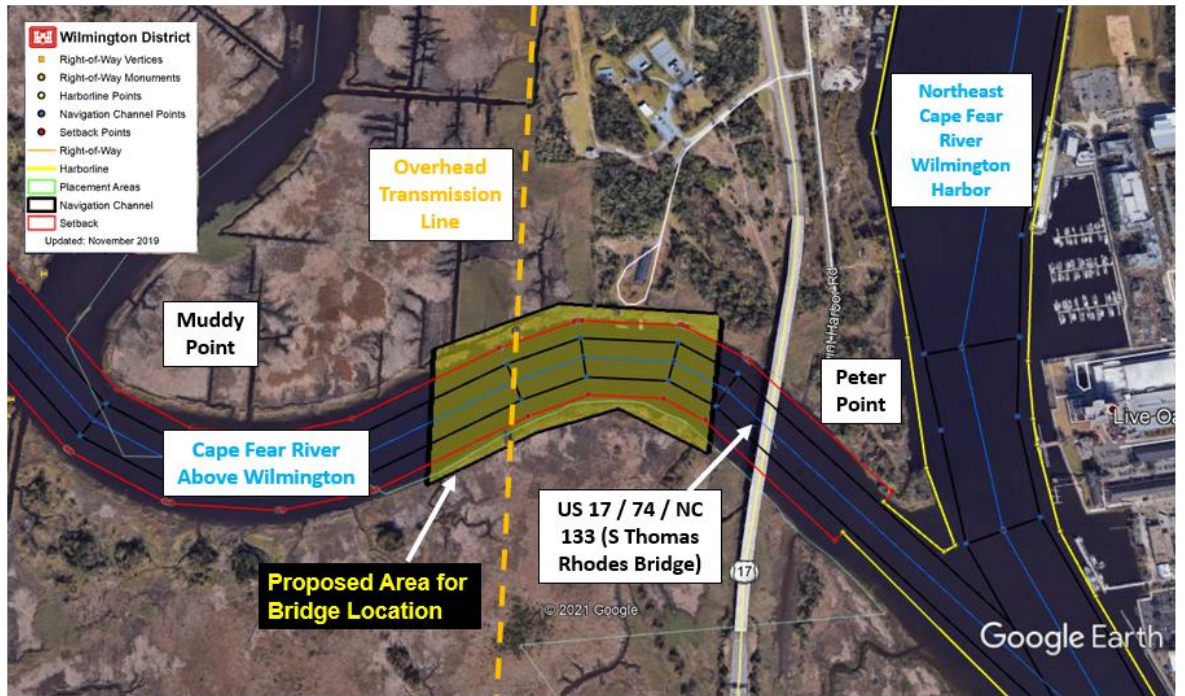 Wilmington District
Right-of-Way Vertices
Right-of-Way Monuments
Harborline Points
Navigation Channel Points
Setback Points
Right-of-Way
Harborline
Placement Areas
Navigation Channel
Setback
Updated: November 2019
Overhead
Transmission
Line
Northeast
Cape Fear
River
Wilmington
Harbor
Muddy
Point
Harbor Rd
Peter
Point
Live Oa
Cape Fear River
Above Wilmington
US 17 / 74 / NC
133 (S Thomas
Rhodes Bridge)
17
Proposed Area for
Bridge Location
© 2021 Google
Google Earth